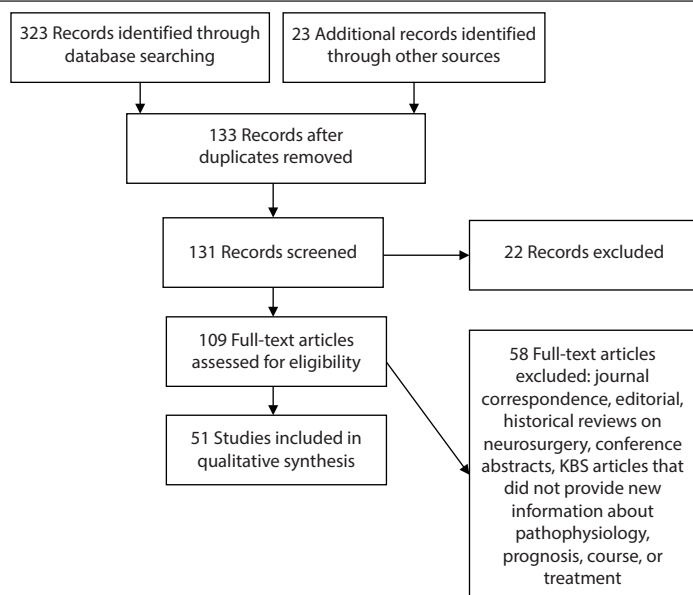 323 Records identified through
database searching
23 Additional records identified
through other sources
133 Records after
duplicates removed
131 Records screened
22 Records excluded
109 Full-text articles
assessed for eligibility
58 Full-text articles
excluded: journal
correspondence, editorial,
historical reviews on
neurosurgery, conference
abstracts, KBS articles that
did not provide new
information about
pathophysiology,
prognosis, course, or
treatment
51 Studies included in
qualitative synthesis